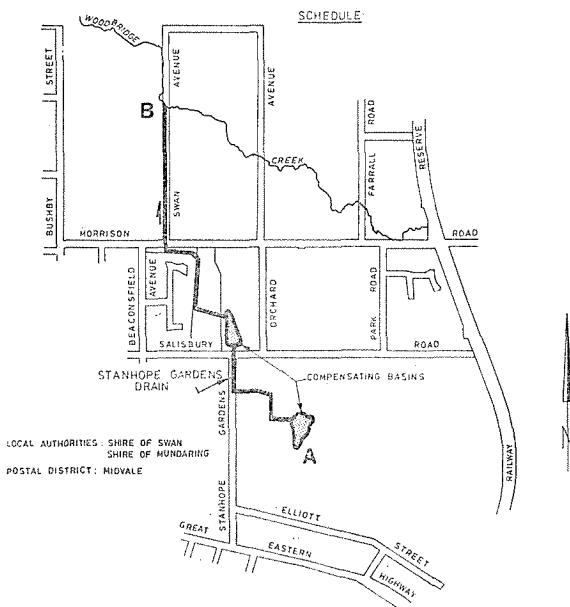 SCHEDULE
WOODBRIDGE
CREEK
STREET
BUSHBY
AVENUE
SWAN
AVENUE
ORCHARD
ROAD
FARRALL
RESERVE
B
MORRISON
ROAD
BEACONSFIELD
AVENUE
SALISBURY
ROAD
PARK
ROAD
RAILWAY
STANHOPE GARDENS
DRAIN
COMPENSATING BASINS
A
LOCAL AUTHORITIES : SHIRE OF SWAN
SHIRE OF MUNDARING
POSTAL DISTRICT : MIDVALE
STANHOPE
GARDENS
ELLIOTT
STREET
GREAT
EASTERN
HIGHWAY
N